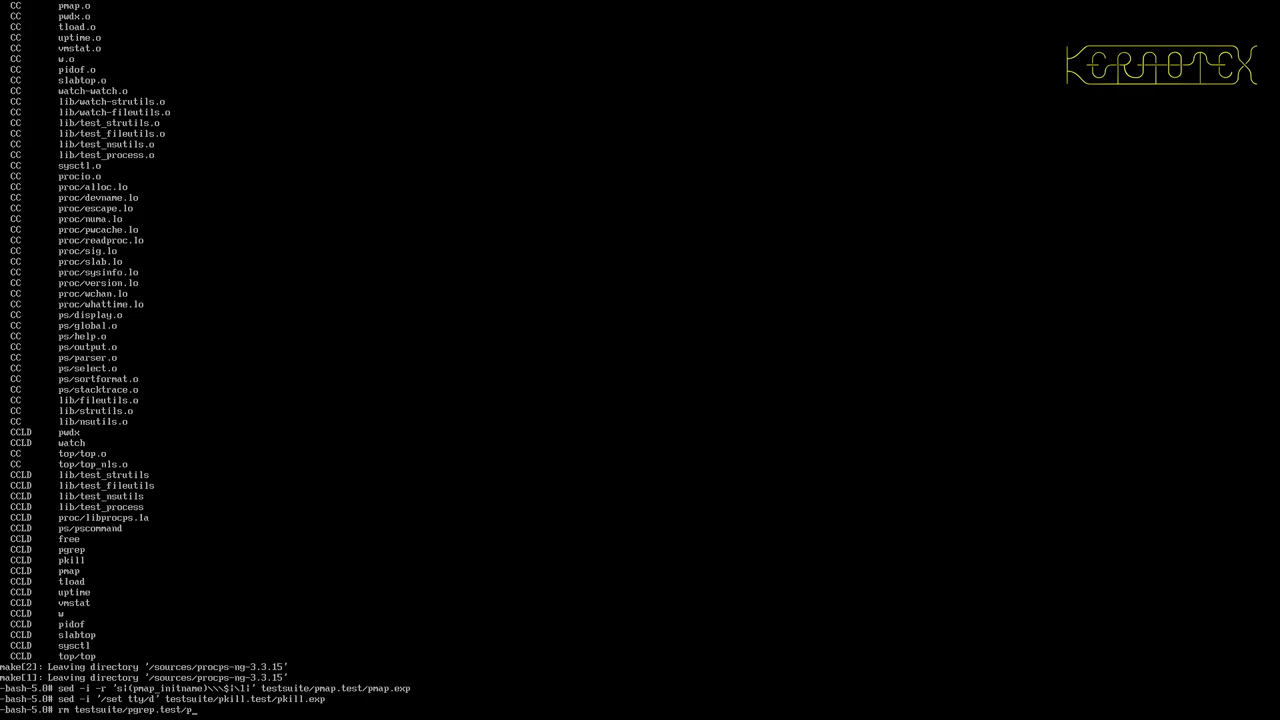 CC pmap.o
CC pwdx.o
CC tload.o
CC uptime.o
CC vmstat.o
CC w.o
CC pidof.o
CC slabtop.o
CC watch-watch.o
CC lib/watch-strutils.o
CC lib/watch-fileutils.o
CC lib/test_strutils.o
CC lib/test_fileutils.o
CC lib/test_nsutils.o
CC lib/test_process.o
CC sysctl.o
CC procio.o
CC proc/alloc.lo
CC proc/devname.lo
CC proc/escape.lo
CC proc/numa.lo
CC proc/pwcache.lo
CC proc/readproc.lo
CC proc/sig.lo
CC proc/slab.lo
CC proc/sysinfo.lo
CC proc/version.lo
CC proc/wchan.lo
CC proc/whattime.lo
CC ps/display.o
CC ps/global.o
CC ps/help.o
CC ps/output.o
CC ps/parser.o
CC ps/select.o
CC ps/sortformat.o
CC ps/stacktrace.o
CC lib/fileutils.o
CC lib/strutils.o
CC lib/nsutils.o
CCLD pwdx
CCLD watch
CC top/top.o
CC top/top_nls.o
CCLD lib/test_strutils
CCLD lib/test_fileutils
CCLD lib/test_nsutils
CCLD lib/test_process
CCLD proc/libprocps.la
CCLD ps/pscommand
CCLD free
CCLD pgrep
CCLD pkill
CCLD pmap
CCLD tload
CCLD uptime
CCLD vmstat
CCLD w
CCLD pidof
CCLD slabtop
CCLD sysctl
CCLD top/top
make[2]: Leaving directory '/sources/procps-ng-3.3.15'
make[1]: Leaving directory '/sources/procps-ng-3.3.15'
-bash-5.0# sed -i -r 's|(pmap_initname)\\\$|\1|' testsuite/pmap.test/pmap.exp
-bash-5.0# sed -i '/set tty/d' testsuite/pkill.test/pkill.exp
-bash-5.0# rm testsuite/pgrep.test/p_
KERAOTEX